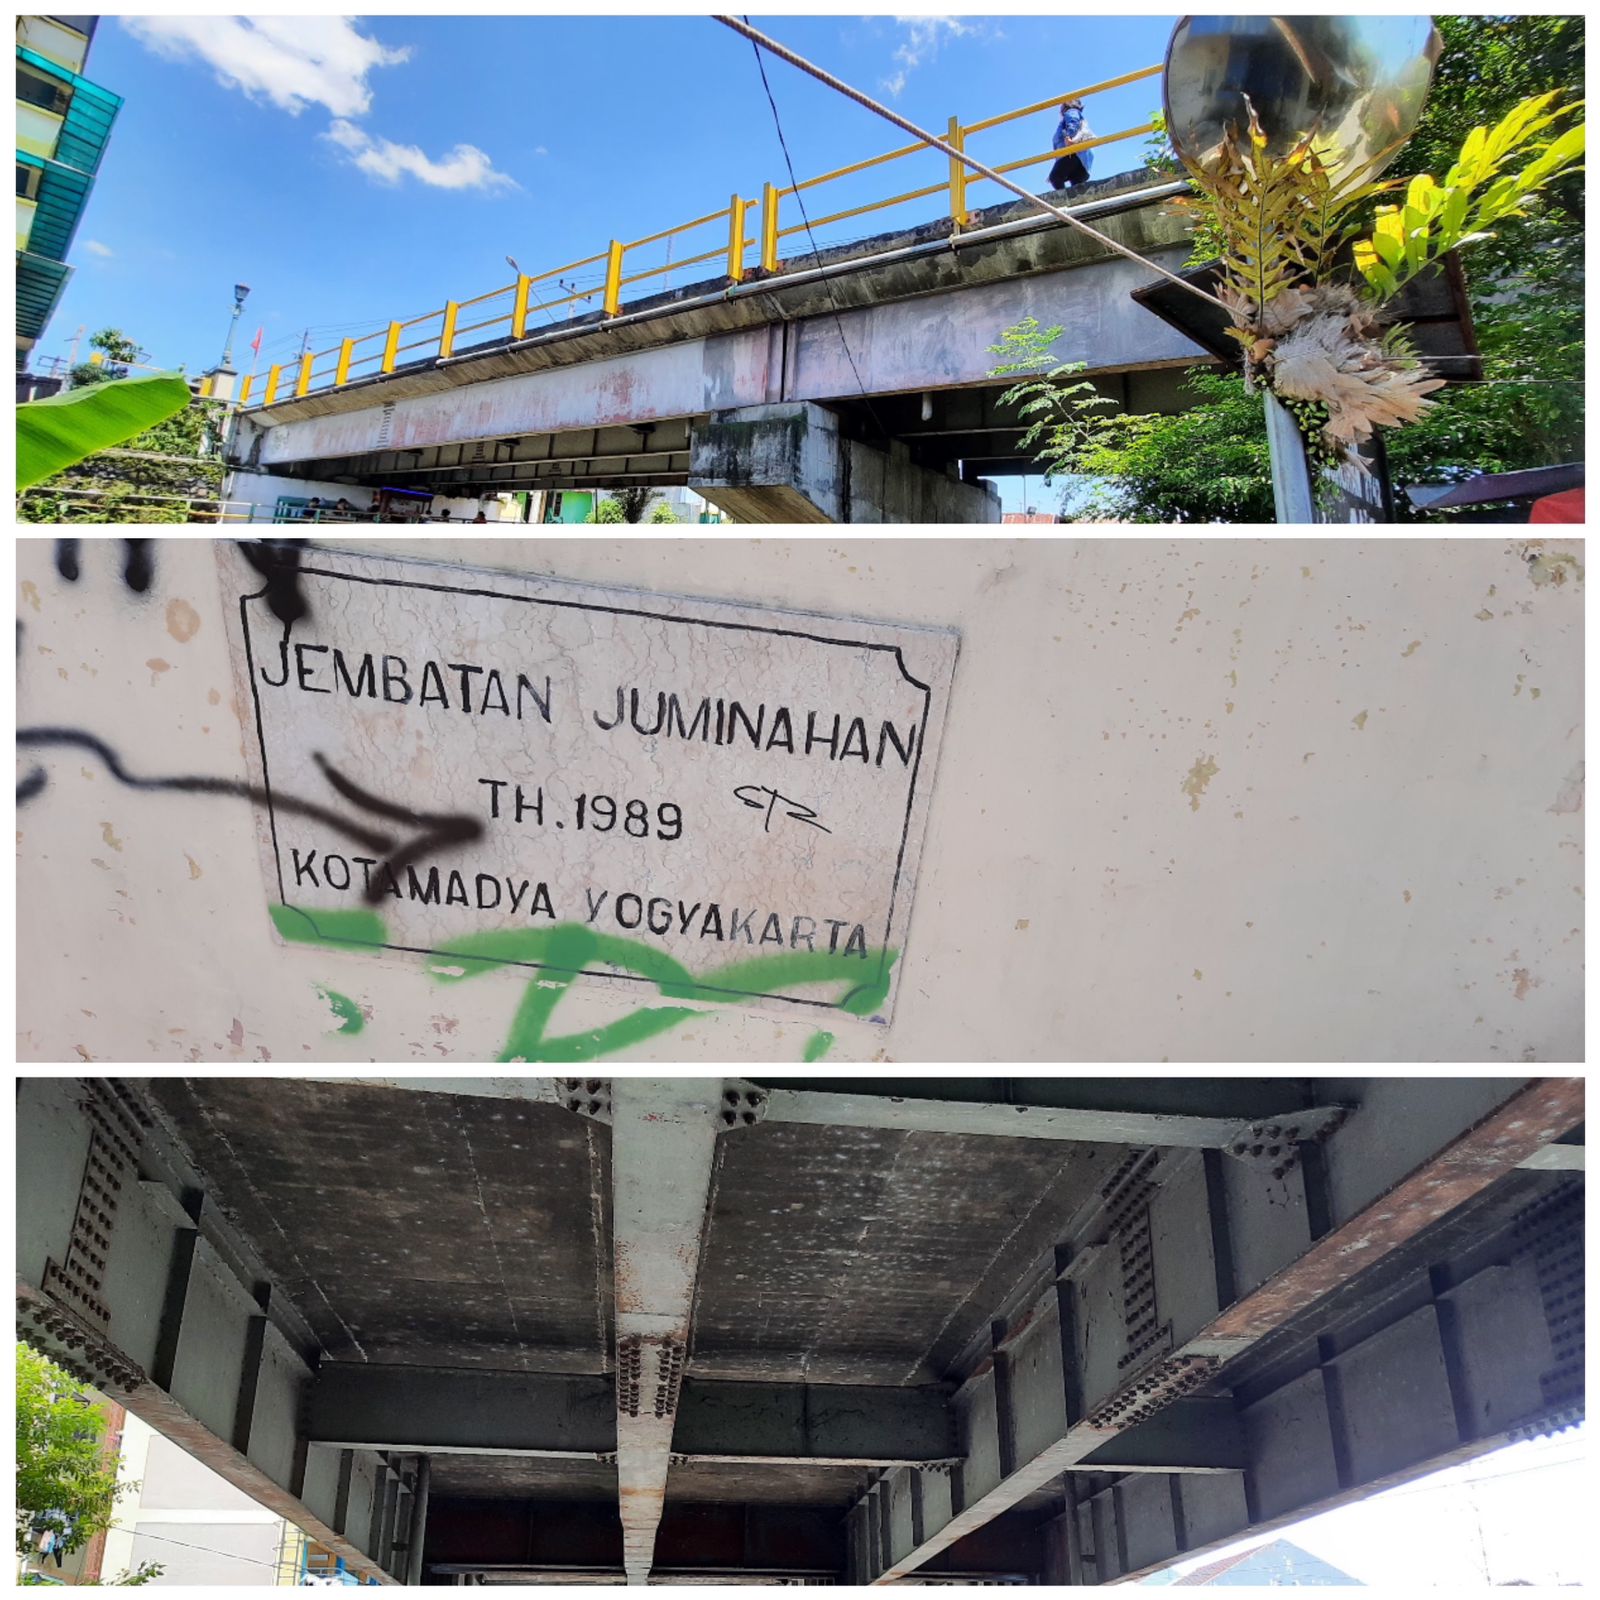 JEMBATAN JUMINAHAN
TH.1989
KOTAMADYA YOGYAKARTA